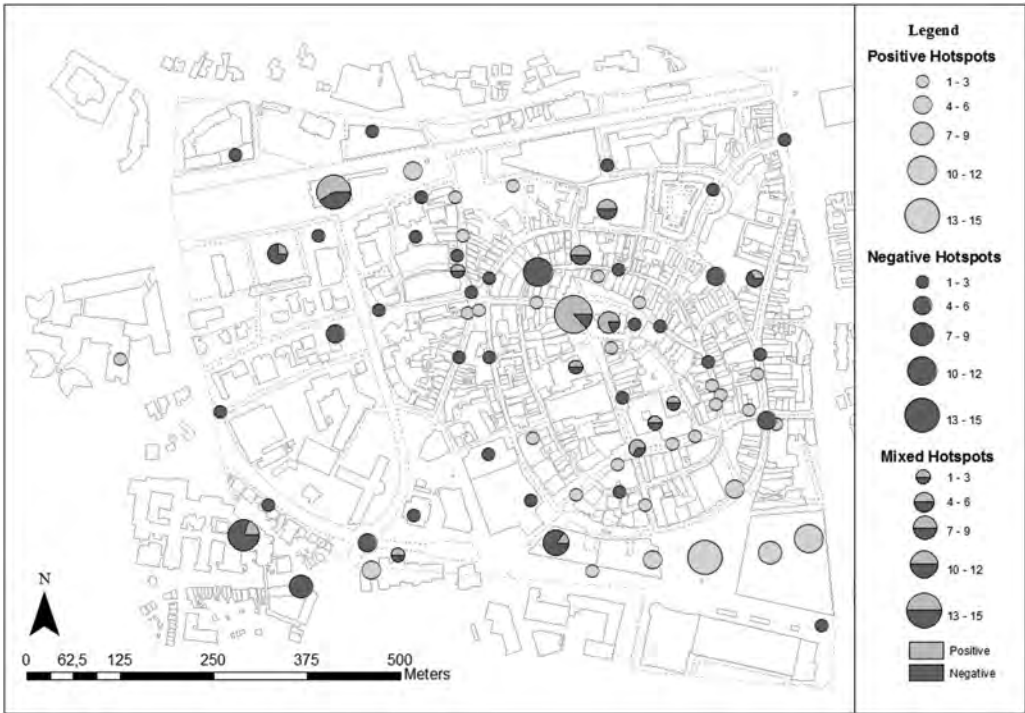 Legend
Positive Hotspots
1 - 3
4 - 6
7 - 9
10 - 12
13 - 15
Negative Hotspots
1 - 3
4 - 6
7 - 9
10 - 12
13 - 15
Mixed Hotspots
1 - 3
4 - 6
7 - 9
10 - 12
13 - 15
Positive
Negative
N
0 62,5 125 250 375 500
Meters